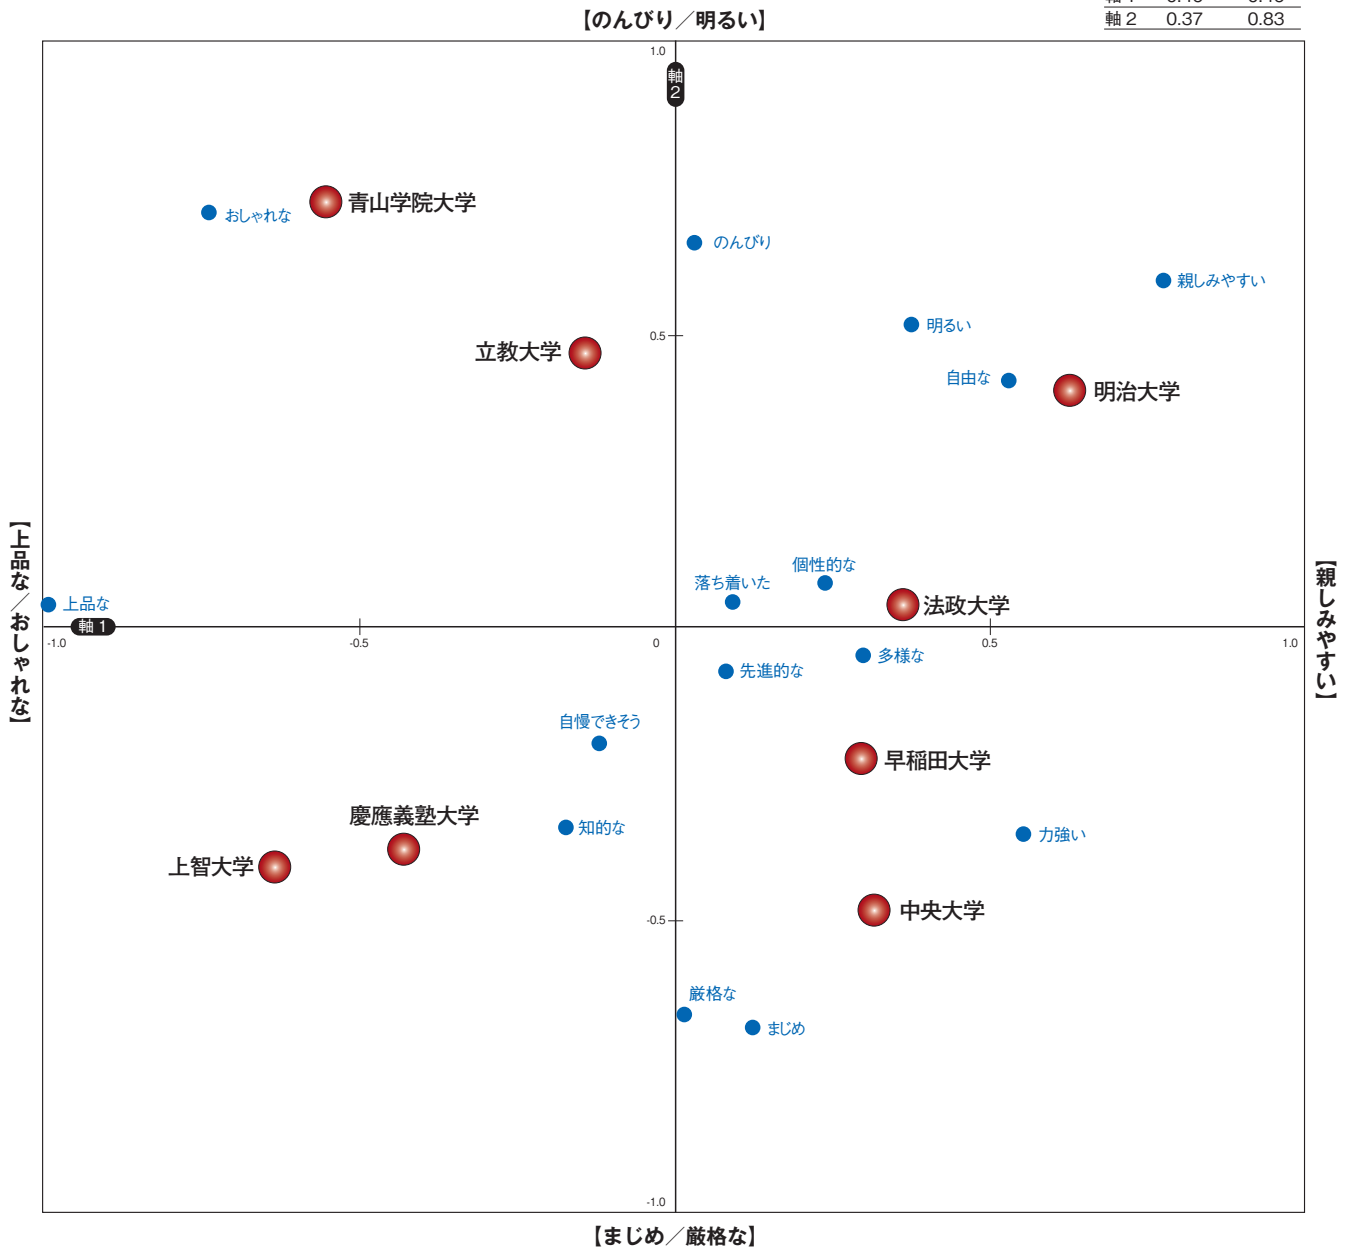 【のんびり／明るい】
軸 2 0.37 0.83
1.0
軸2
青山学院大学
おしゃれな
のんびり
親しみやすい
明るい
0.5
立教大学
自由な
明治大学
【上品な／おしゃれな】
【親しみやすい】
個性的な
落ち着いた
上品な
法政大学
軸 1
-1.0
-0.5
0
0.5
1.0
多様な
先進的な
自慢できそう
早稲田大学
慶應義塾大学
知的な
力強い
上智大学
中央大学
-0.5
厳格な
まじめ
-1.0
【まじめ／厳格な】